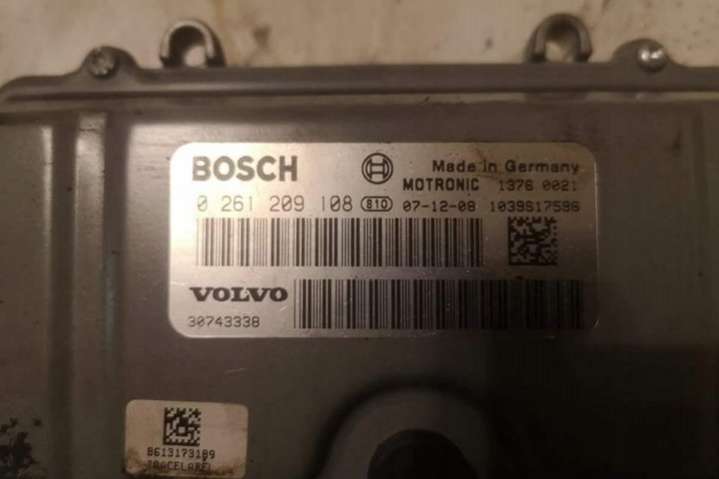 BOSCH
Made in Germany
MOTRONIC 1376 0021
0 261 209 108 810 07-12-08 1039S17596
VOLVO
30743338
8613173189
TRACELABEL